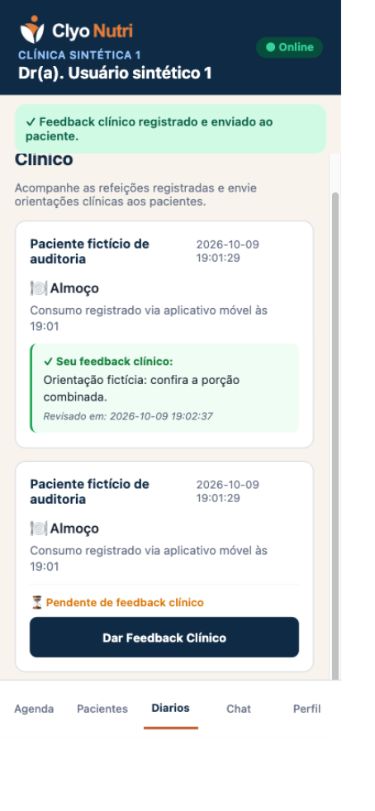 Clyo Nutri
CLÍNICA SINTÉTICA 1
Dr(a). Usuário sintético 1
Online
✓ Feedback clínico registrado e enviado ao
paciente.
Clínico
Acompanhe as refeições registradas e envie
orientações clínicas aos pacientes.
Paciente fictício de
auditoria
2026-10-09
19:01:29
Almoço
Consumo registrado via aplicativo móvel às
19:01
✓ Seu feedback clínico:
Orientação fictícia: confira a porção
combinada.
Revisado em: 2026-10-09 19:02:37
Paciente fictício de
auditoria
2026-10-09
19:01:29
Almoço
Consumo registrado via aplicativo móvel às
19:01
Pendente de feedback clínico
Dar Feedback Clínico
Agenda Pacientes Diarios Chat Perfil